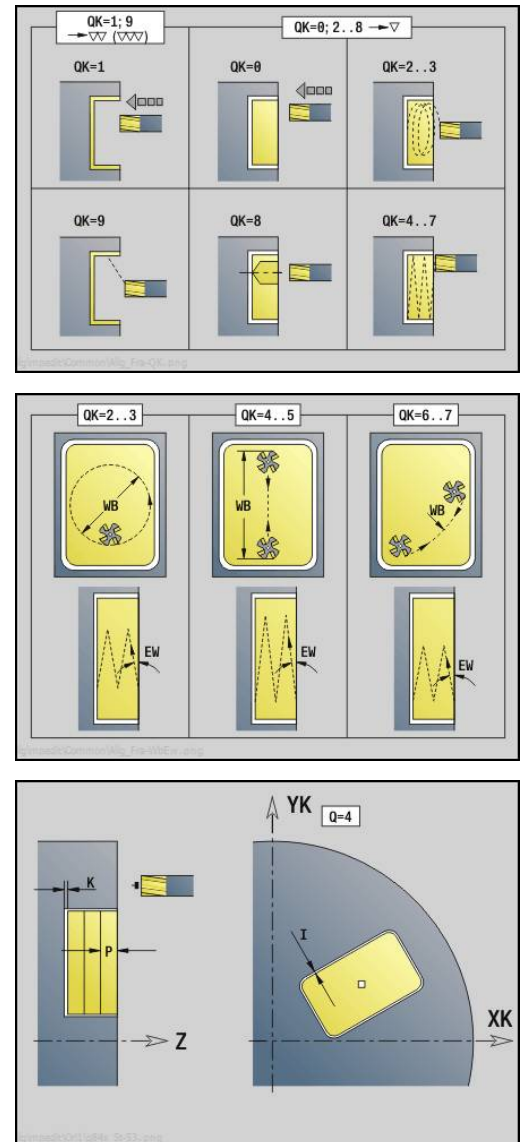 QK=1; 9
QK=0; 2..8
QK=1
QK=0
QK=2..3
QK=9
QK=8
QK=4..7
QK=2..3
QK=4..5
QK=6..7
WB
WB
WB
EW
EW
EW
YK
Q=4
K
P
I
XK
Z